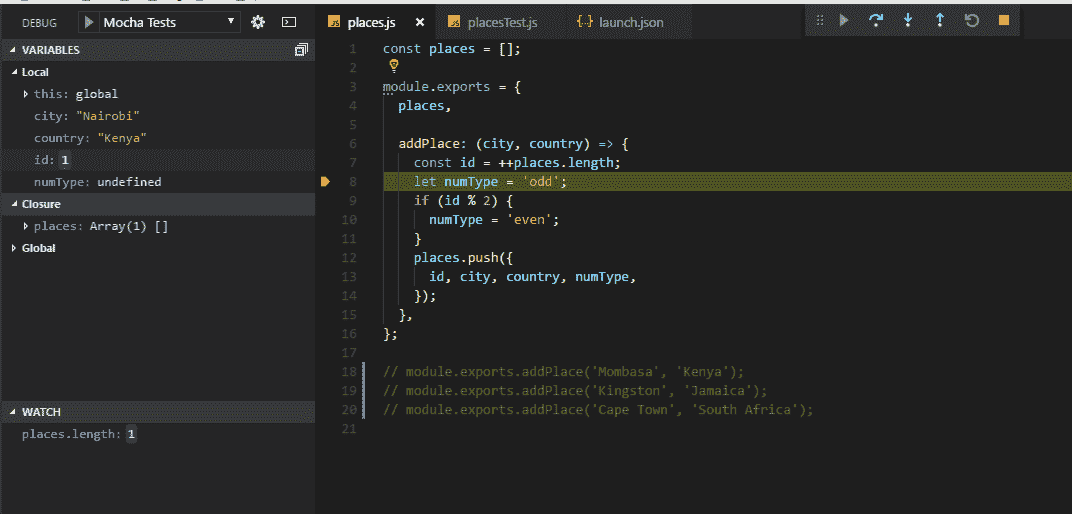 DEBUG
Mocha Tests
places.js
placesTest.js
{·} launch.json
VARIABLES
Local
this: global
city: "Nairobi"
country: "Kenya"
id: 1
numType: undefined
Closure
places: Array(1) []
Global
WATCH
places.length: 1
1 const places = [];
2
3 module.exports = {
4 places,
5
6 addPlace: (city, country) => {
7 const id = ++places.length;
8 let numType = 'odd';
9 if (id % 2) {
10 numType = 'even';
11 }
12 places.push({
13 id, city, country, numType,
14 });
15 },
16 };
17
18 // module.exports.addPlace('Mombasa', 'Kenya');
19 // module.exports.addPlace('Kingston', 'Jamaica');
20 // module.exports.addPlace('Cape Town', 'South Africa');
21